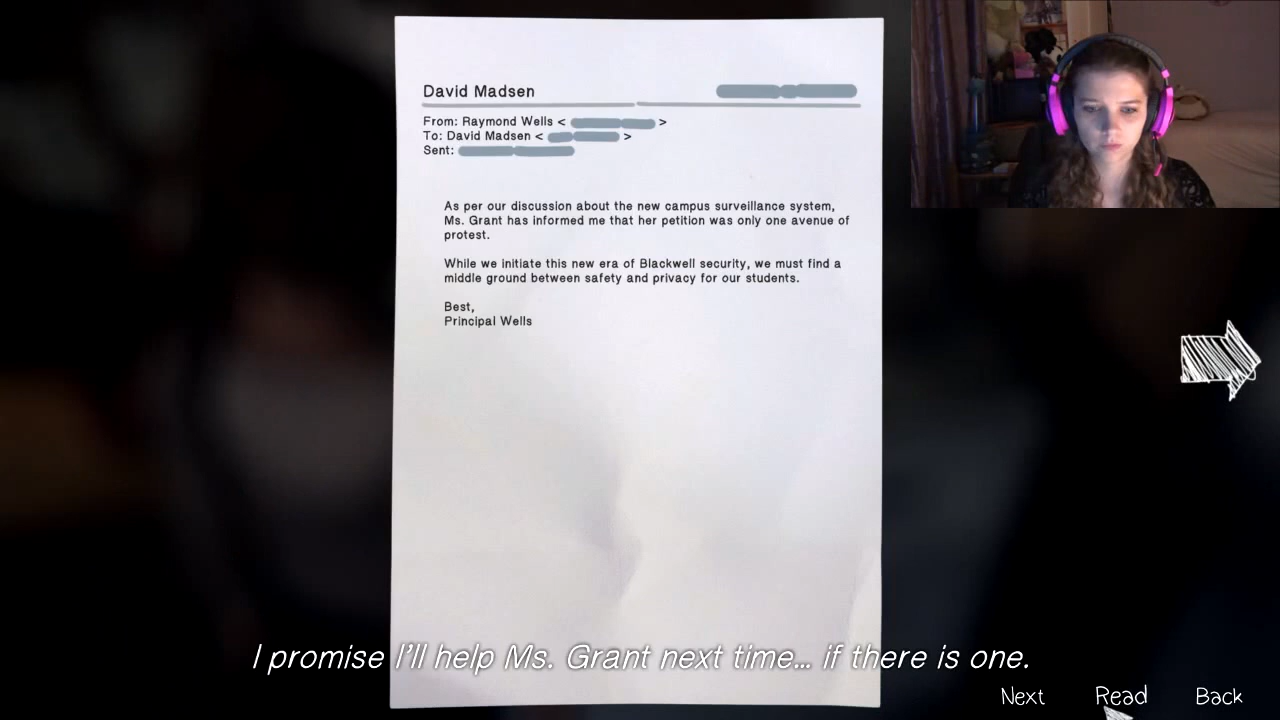 David Madsen
From: Raymond Wells < >
To: David Madsen < >
Sent:
As per our discussion about the new campus surveillance system,
Ms. Grant has informed me that her petition was only one avenue of
protest.
While we initiate this new era of Blackwell security, we must find a
middle ground between safety and privacy for our students.
Best,
Principal Wells
I promise I'll help Ms. Grant next time... if there is one.
Next Read Back